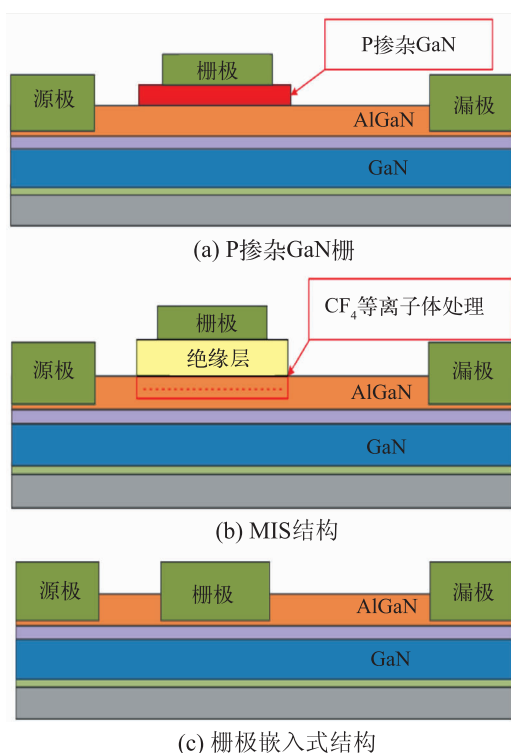 P掺杂GaN
栅极
源极
漏极
AlGaN
GaN
(a) P掺杂GaN栅
CF₄等离子体处理
栅极
绝缘层
源极
漏极
AlGaN
GaN
(b) MIS结构
源极
栅极
漏极
AlGaN
GaN
(c) 栅极嵌入式结构